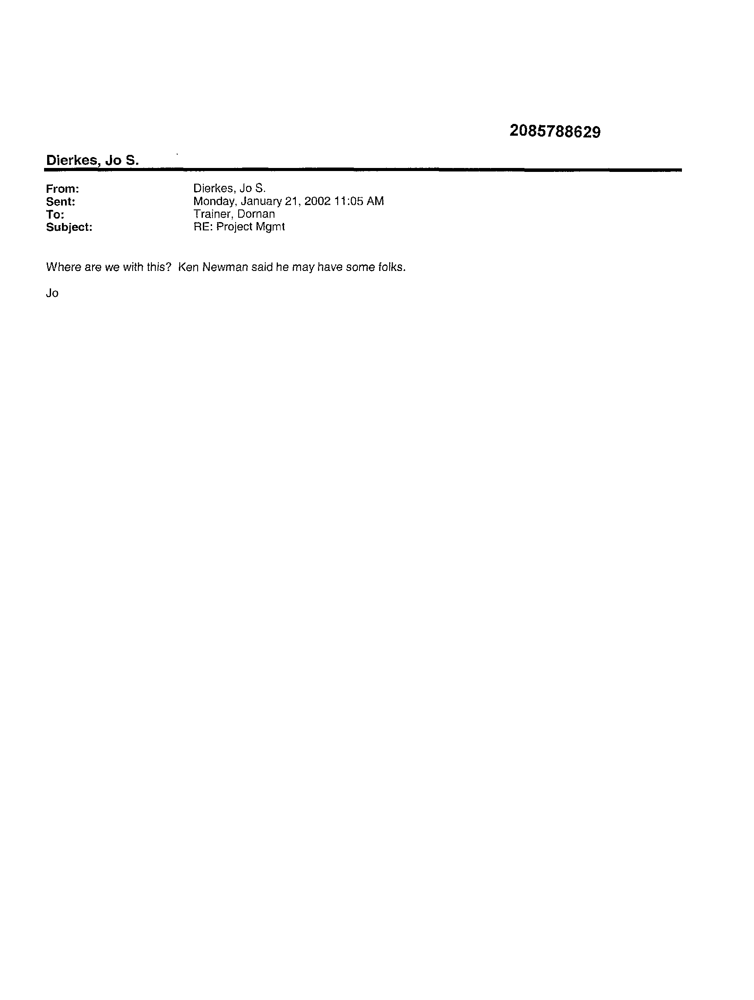 2085788629
Dierkes, Jo S.
From: Dierkes, Jo S.
Sent: Monday, January 21, 2002 11:05 AM
To: Trainer, Dornan
Subject: RE: Project Mgmt
Where are we with this? Ken Newman said he may have some folks.
Jo